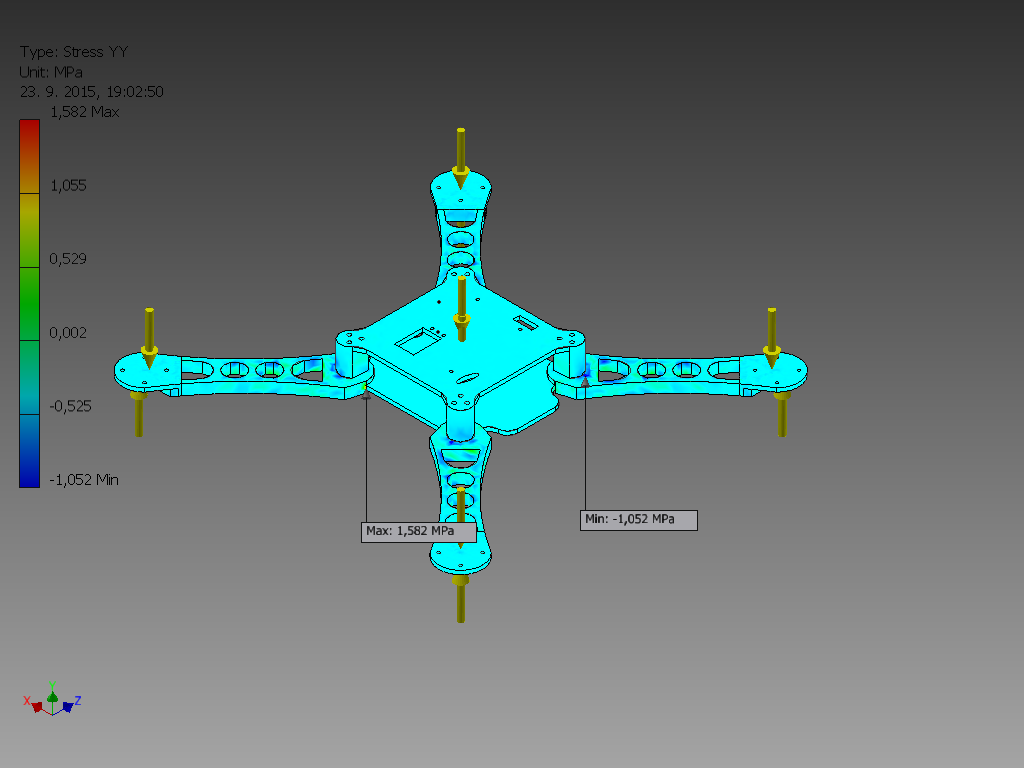 Type: Stress YY
Unit: MPa
23. 9. 2015, 19:02:50
1,582 Max
1,055
0,529
0,002
-0,525
-1,052 Min
Max: 1,582 MPa
Min: -1,052 MPa
Y
X
Z